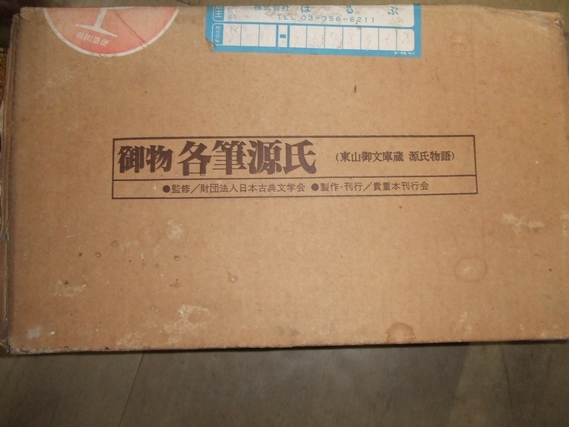 株式会社 ほるぷ
TEL 03-356-6211
御物 各筆源氏 (東山御文庫蔵 源氏物語)
●監修/財団法人日本古典文学会 ●製作・刊行/貴重本刊行会